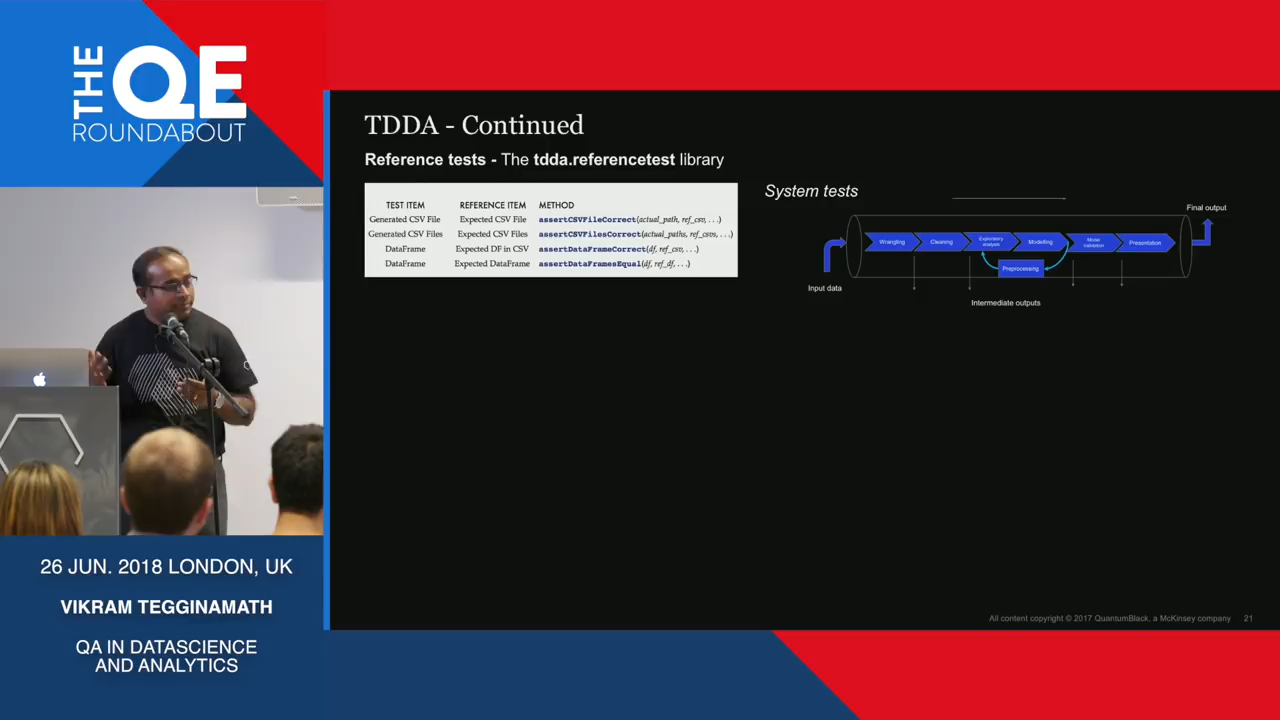 THE
QE
ROUNDABOUT
TDDA - Continued
Reference tests - The tdda.referencetest library
TEST ITEM REFERENCE ITEM METHOD
Generated CSV File Expected CSV File assertCSVFileCorrect(actual_path, ref_csv, . . .)
Generated CSV Files Expected CSV Files assertCSVFilesCorrect(actual_paths, ref_csvs, . . .)
DataFrame Expected DF in CSV assertDataFrameCorrect(df, ref_csv, . . .)
DataFrame Expected DataFrame assertDataFramesEqual(df, ref_df, . . .)
System tests
Final output
Wrangling
Cleaning
Exploratory
analysis
Modelling
Model
validation
Presentation
Preprocessing
Input data
Intermediate outputs
26 JUN. 2018 LONDON, UK
VIKRAM TEGGINAMATH
QA IN DATASCIENCE
AND ANALYTICS
All content copyright © 2017 QuantumBlack, a McKinsey company 21